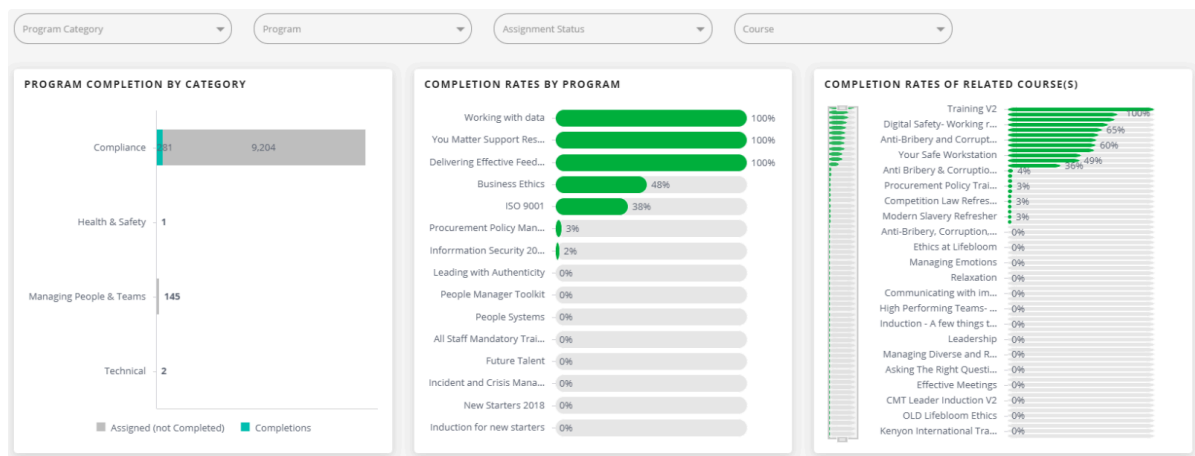 Program Category
Program
Assignment Status
Course
PROGRAM COMPLETION BY CATEGORY
Compliance 281 9,204
Health & Safety 1
Managing People & Teams 145
Technical 2
Assigned (not Completed) Completions
COMPLETION RATES BY PROGRAM
Working with data 100%
You Matter Support Res... 100%
Delivering Effective Feed... 100%
Business Ethics 48%
ISO 9001 38%
Procurement Policy Man... 3%
Inforrmation Security 20... 2%
Leading with Authenticity 0%
People Manager Toolkit 0%
People Systems 0%
All Staff Mandatory Trai... 0%
Future Talent 0%
Incident and Crisis Mana... 0%
New Starters 2018 0%
Induction for new starters 0%
COMPLETION RATES OF RELATED COURSE(S)
Training V2 100%
Digital Safety- Working r... 65%
Anti-Bribery and Corrupt... 60%
Your Safe Workstation 49%
36%
Anti Bribery & Corruptio... 4%
Procurement Policy Trai... 3%
Competition Law Refres... 3%
Modern Slavery Refresher 3%
Anti-Bribery, Corruption,... 0%
Ethics at Lifebloom 0%
Managing Emotions 0%
Relaxation 0%
Communicating with im... 0%
High Performing Teams- ... 0%
Induction - A few things t... 0%
Leadership 0%
Managing Diverse and R... 0%
Asking The Right Questi... 0%
Effective Meetings 0%
CMT Leader Induction V2 0%
OLD Lifebloom Ethics 0%
Kenyon International Tra... 0%